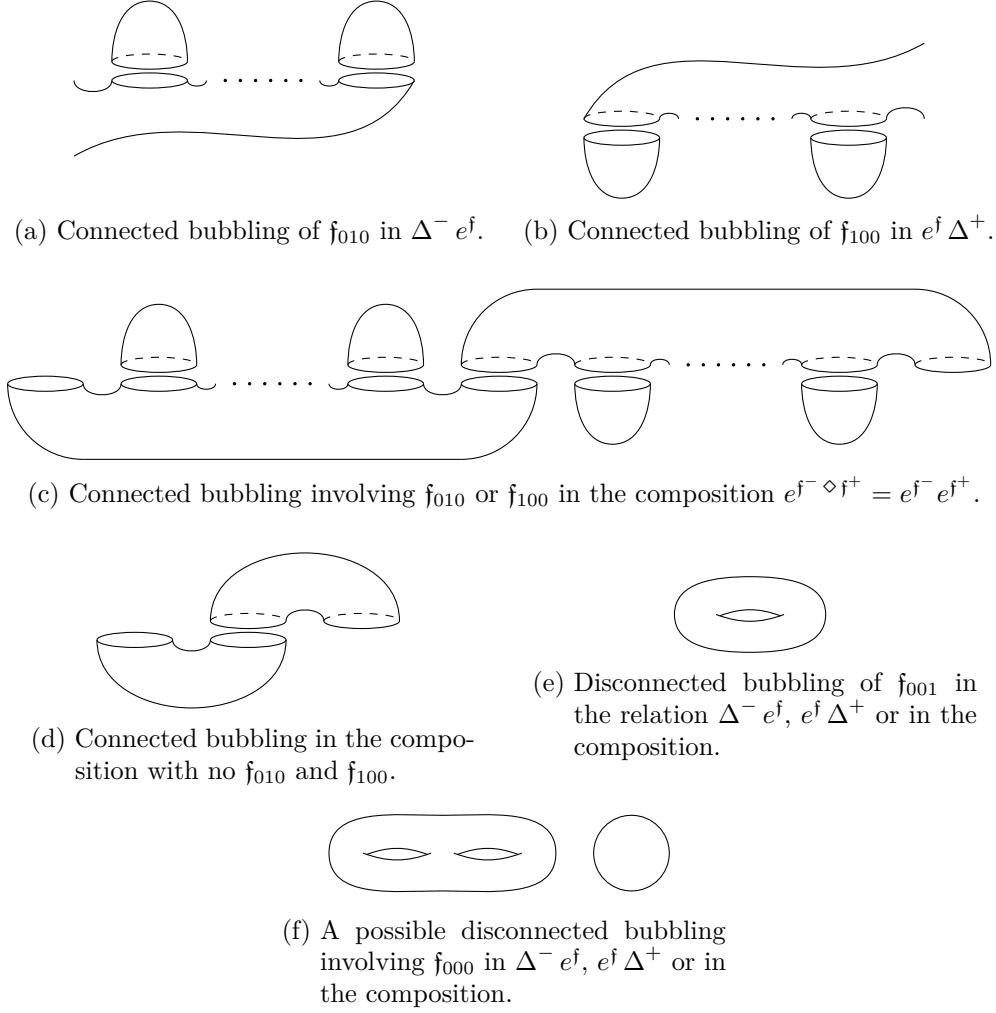 (a) Connected bubbling of 𝔣₀₁₀ in Δ⁻ e^𝔣.
(b) Connected bubbling of 𝔣₁₀₀ in e^𝔣 Δ⁺.
(c) Connected bubbling involving 𝔣₀₁₀ or 𝔣₁₀₀ in the composition e^{𝔣⁻ ⋄ 𝔣⁺} = e^{𝔣⁻} e^{𝔣⁺}.
(d) Connected bubbling in the compo-
sition with no 𝔣₀₁₀ and 𝔣₁₀₀.
(e) Disconnected bubbling of 𝔣₀₀₁ in
the relation Δ⁻ e^𝔣, e^𝔣 Δ⁺ or in the
composition.
(f) A possible disconnected bubbling
involving 𝔣₀₀₀ in Δ⁻ e^𝔣, e^𝔣 Δ⁺ or in
the composition.